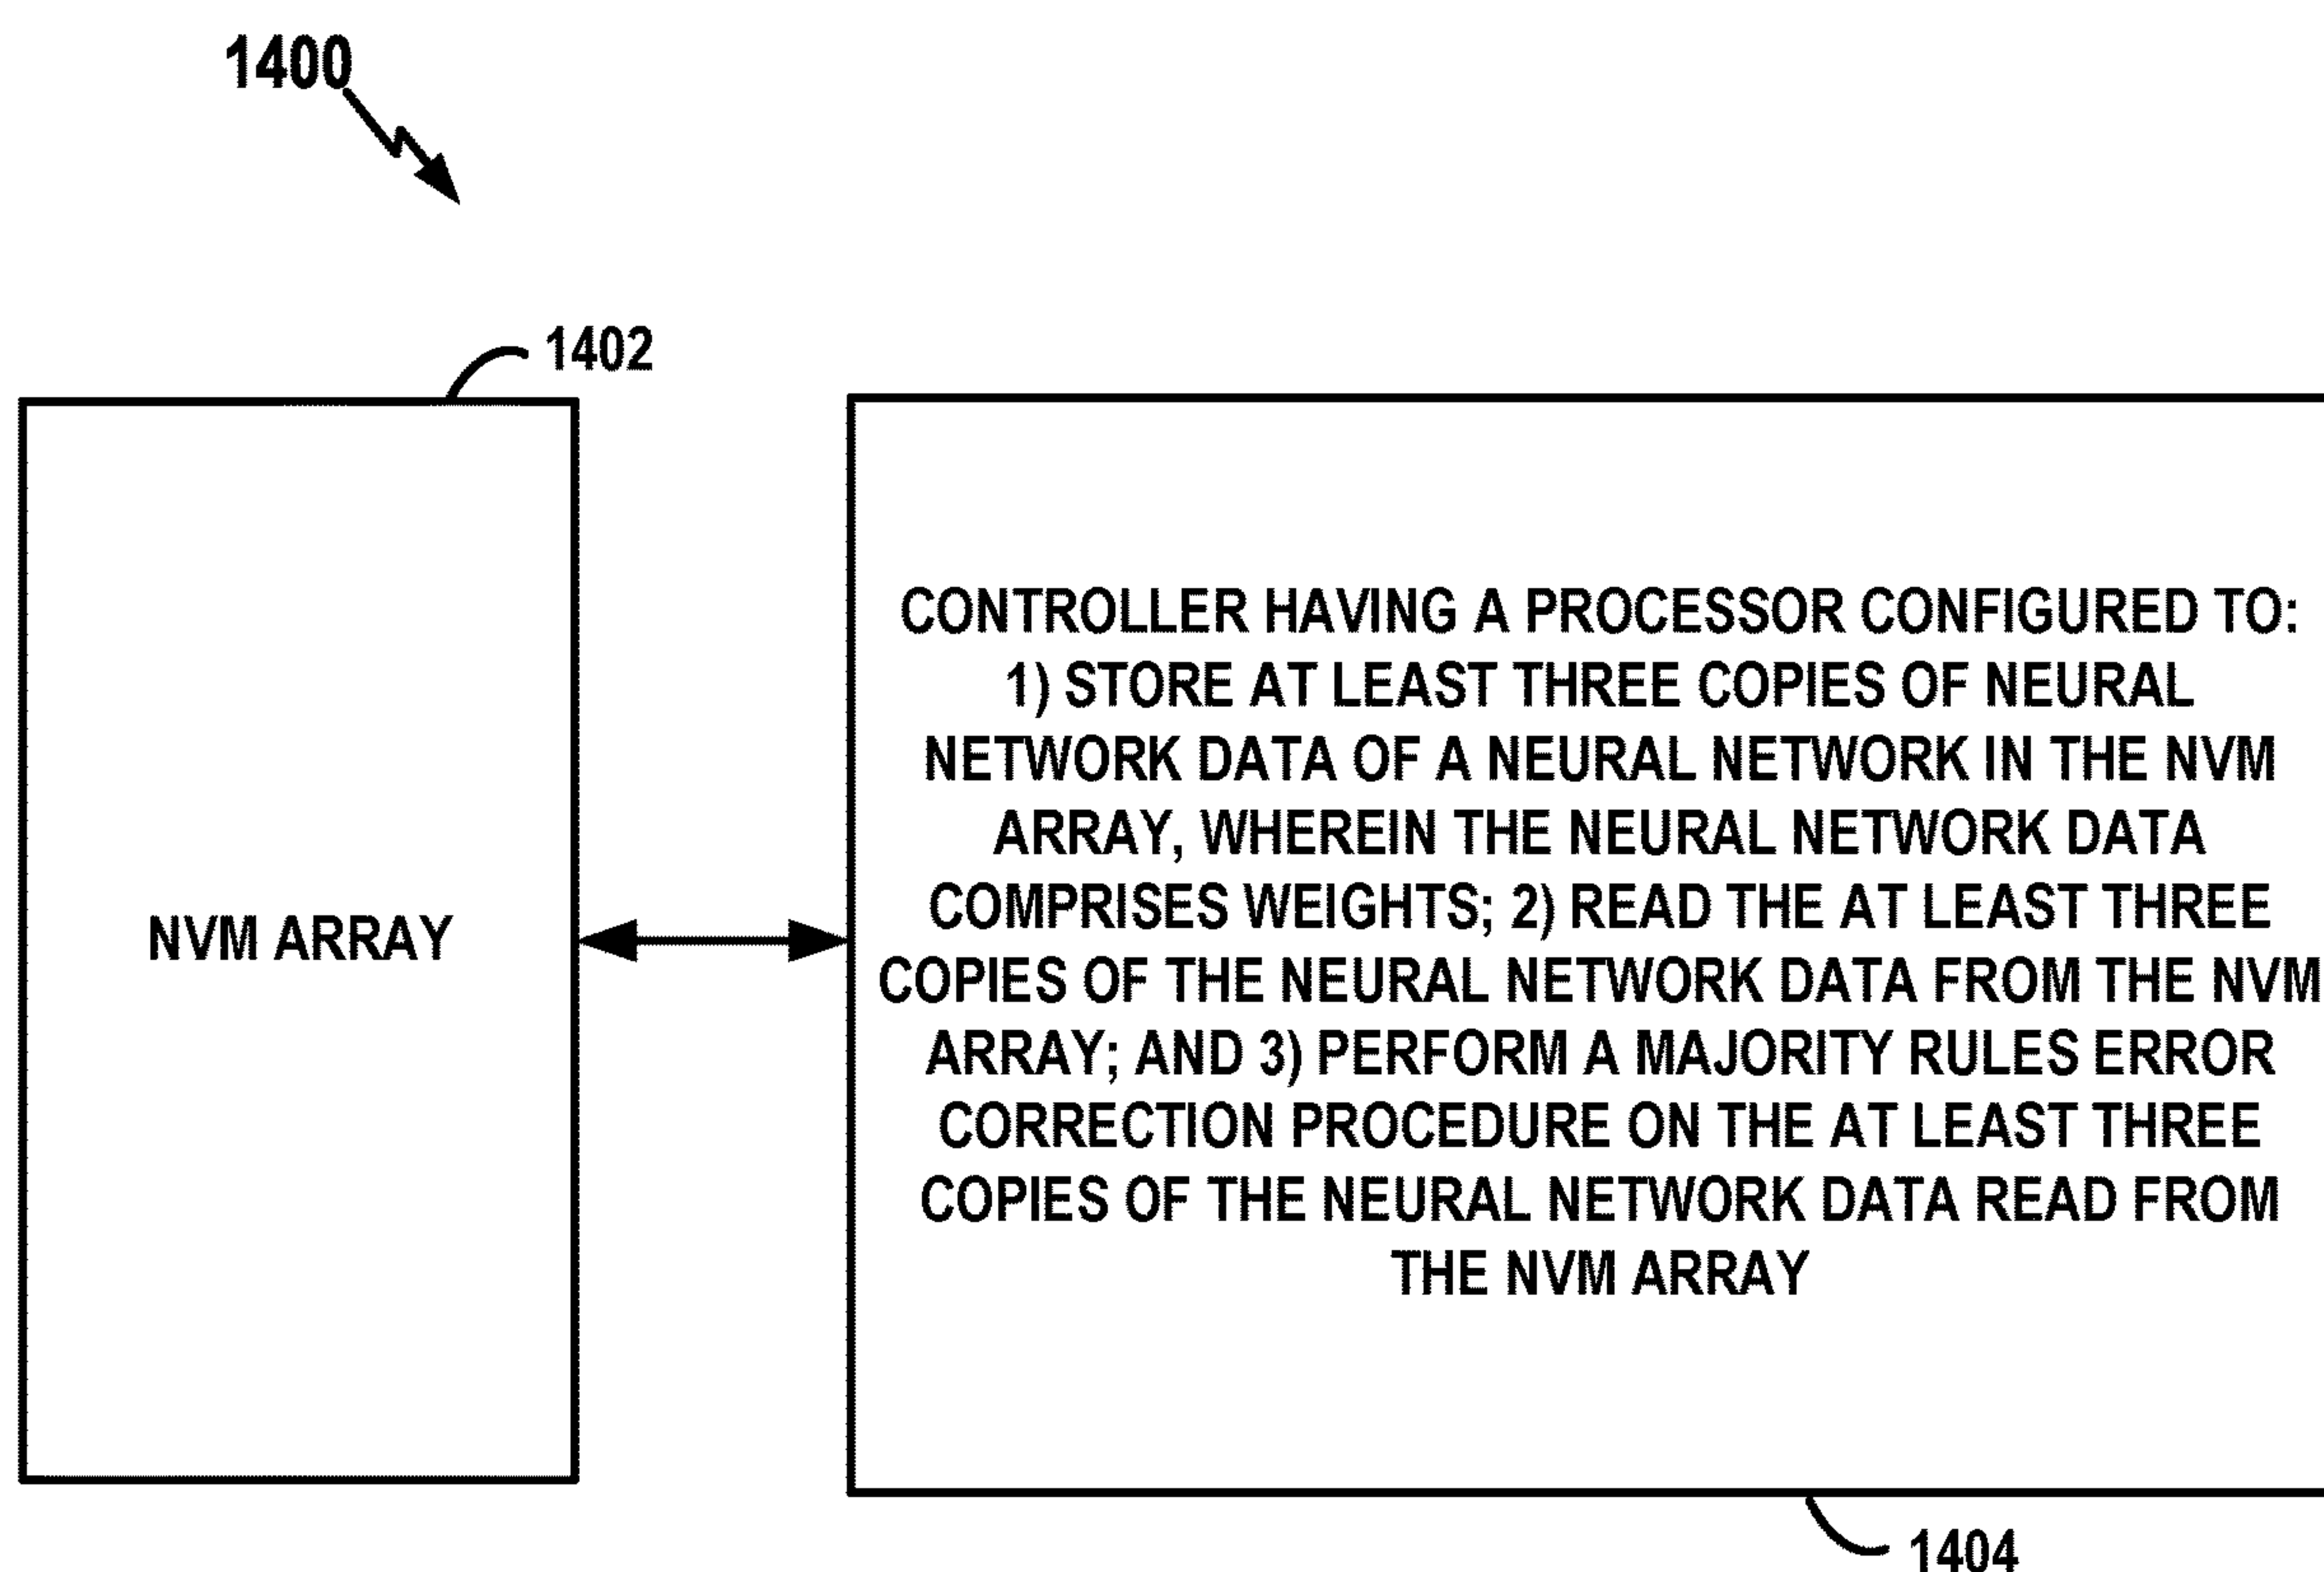 1400
1402
NVM ARRAY
CONTROLLER HAVING A PROCESSOR CONFIGURED TO:
1) STORE AT LEAST THREE COPIES OF NEURAL
NETWORK DATA OF A NEURAL NETWORK IN THE NVM
ARRAY, WHEREIN THE NEURAL NETWORK DATA
COMPRISES WEIGHTS; 2) READ THE AT LEAST THREE
COPIES OF THE NEURAL NETWORK DATA FROM THE NVM
ARRAY; AND 3) PERFORM A MAJORITY RULES ERROR
CORRECTION PROCEDURE ON THE AT LEAST THREE
COPIES OF THE NEURAL NETWORK DATA READ FROM
THE NVM ARRAY
1404